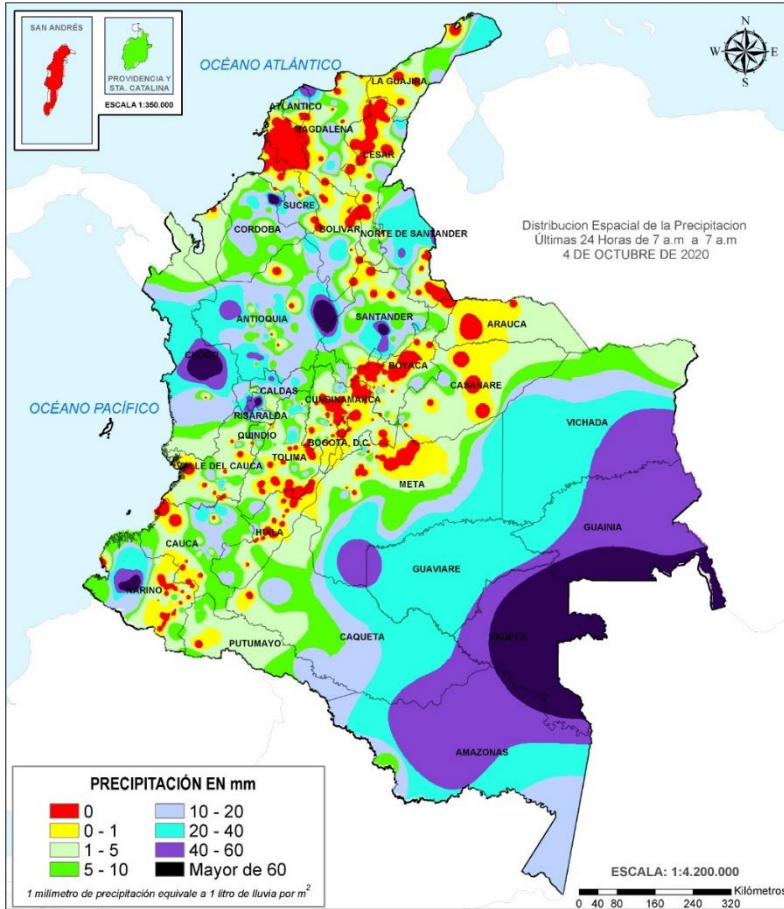 SAN ANDRÉS
PROVIDENCIA Y
STA. CATALINA
ESCALA 1:350.000
OCÉANO ATLÁNTICO
N
W
E
S
LA GUAJIRA
ATLANTICO
MAGDALENA
CESAR
SUCRE
CORDOBA
BOLIVAR
NORTE DE SANTANDER
Distribucion Espacial de la Precipitacion
Últimas 24 Horas de 7 a.m a 7 a.m
4 DE OCTUBRE DE 2020
ANTIOQUIA
SANTANDER
ARAUCA
CHOCO
BOYACA
CASANARE
CALDAS
CUNDINAMARCA
OCÉANO PACÍFICO
RISARALDA
VICHADA
QUINDIO
BOGOTA, D.C.
TOLIMA
VALLE DEL CAUCA
META
GUAINIA
HUILA
CAUCA
GUAVIARE
NARIÑO
VAUPES
PUTUMAYO
CAQUETA
AMAZONAS
PRECIPITACIÓN EN mm
0
10 - 20
0 - 1
20 - 40
1 - 5
40 - 60
5 - 10
Mayor de 60
1 milimetro de precipitación equivale a 1 litro de lluvia por m²
ESCALA: 1:4.200.000
Kilómetros
0 40 80 160 240 320